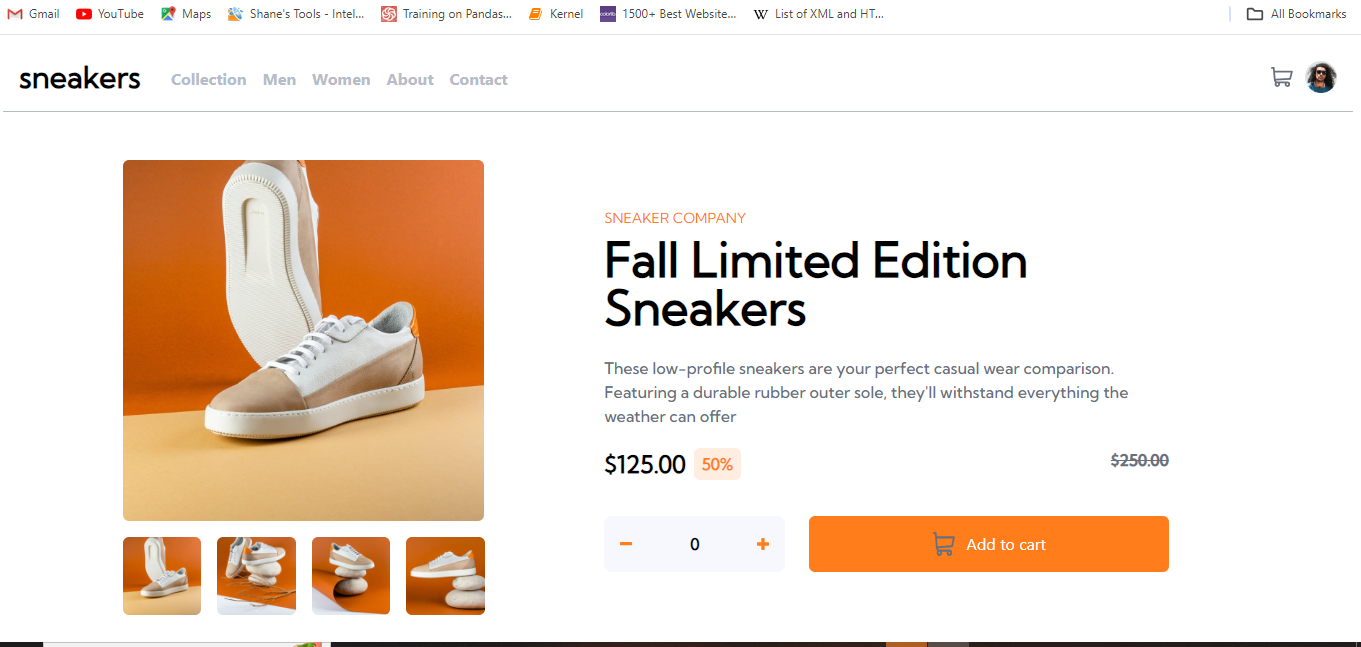 Gmail YouTube Maps Shane's Tools - Intel... Training on Pandas... Kernel 1500+ Best Website... List of XML and HT... All Bookmarks
sneakers Collection Men Women About Contact
SNEAKER COMPANY
Fall Limited Edition
Sneakers
These low-profile sneakers are your perfect casual wear comparison.
Featuring a durable rubber outer sole, they'll withstand everything the
weather can offer
$125.00 50% $250.00
0 Add to cart